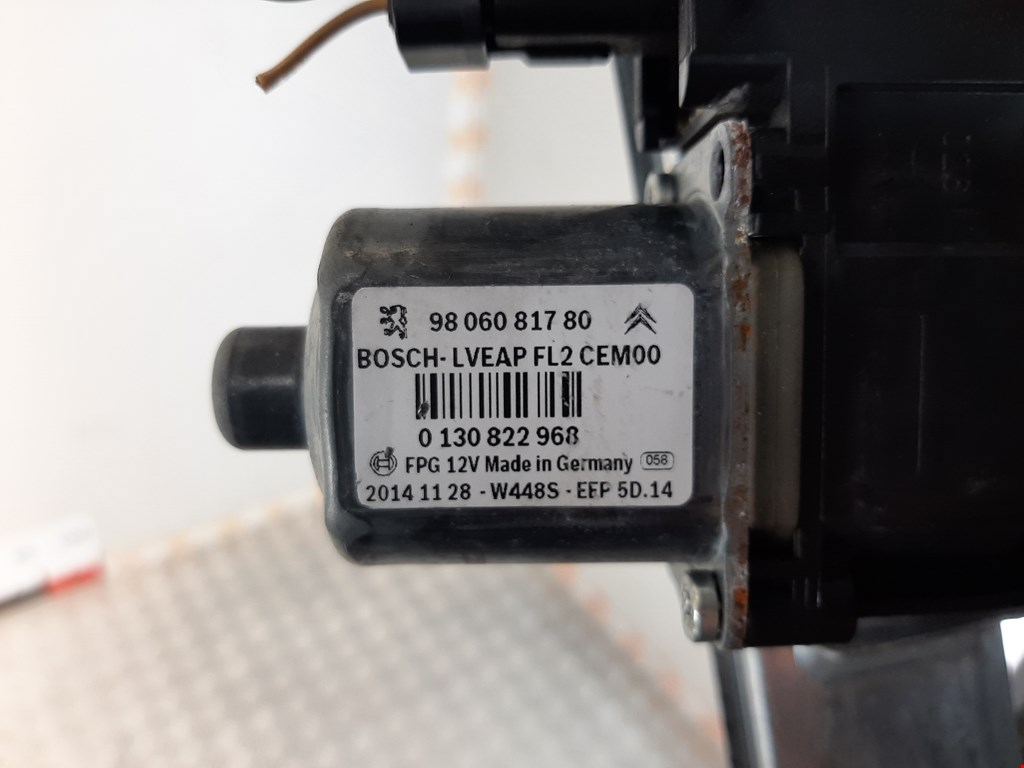 98 060 817 80
BOSCH- LVEAP FL2 CEM00
0 130 822 968
FPG 12V Made in Germany 058
2014 11 28 - W448S - EFP 5D.14